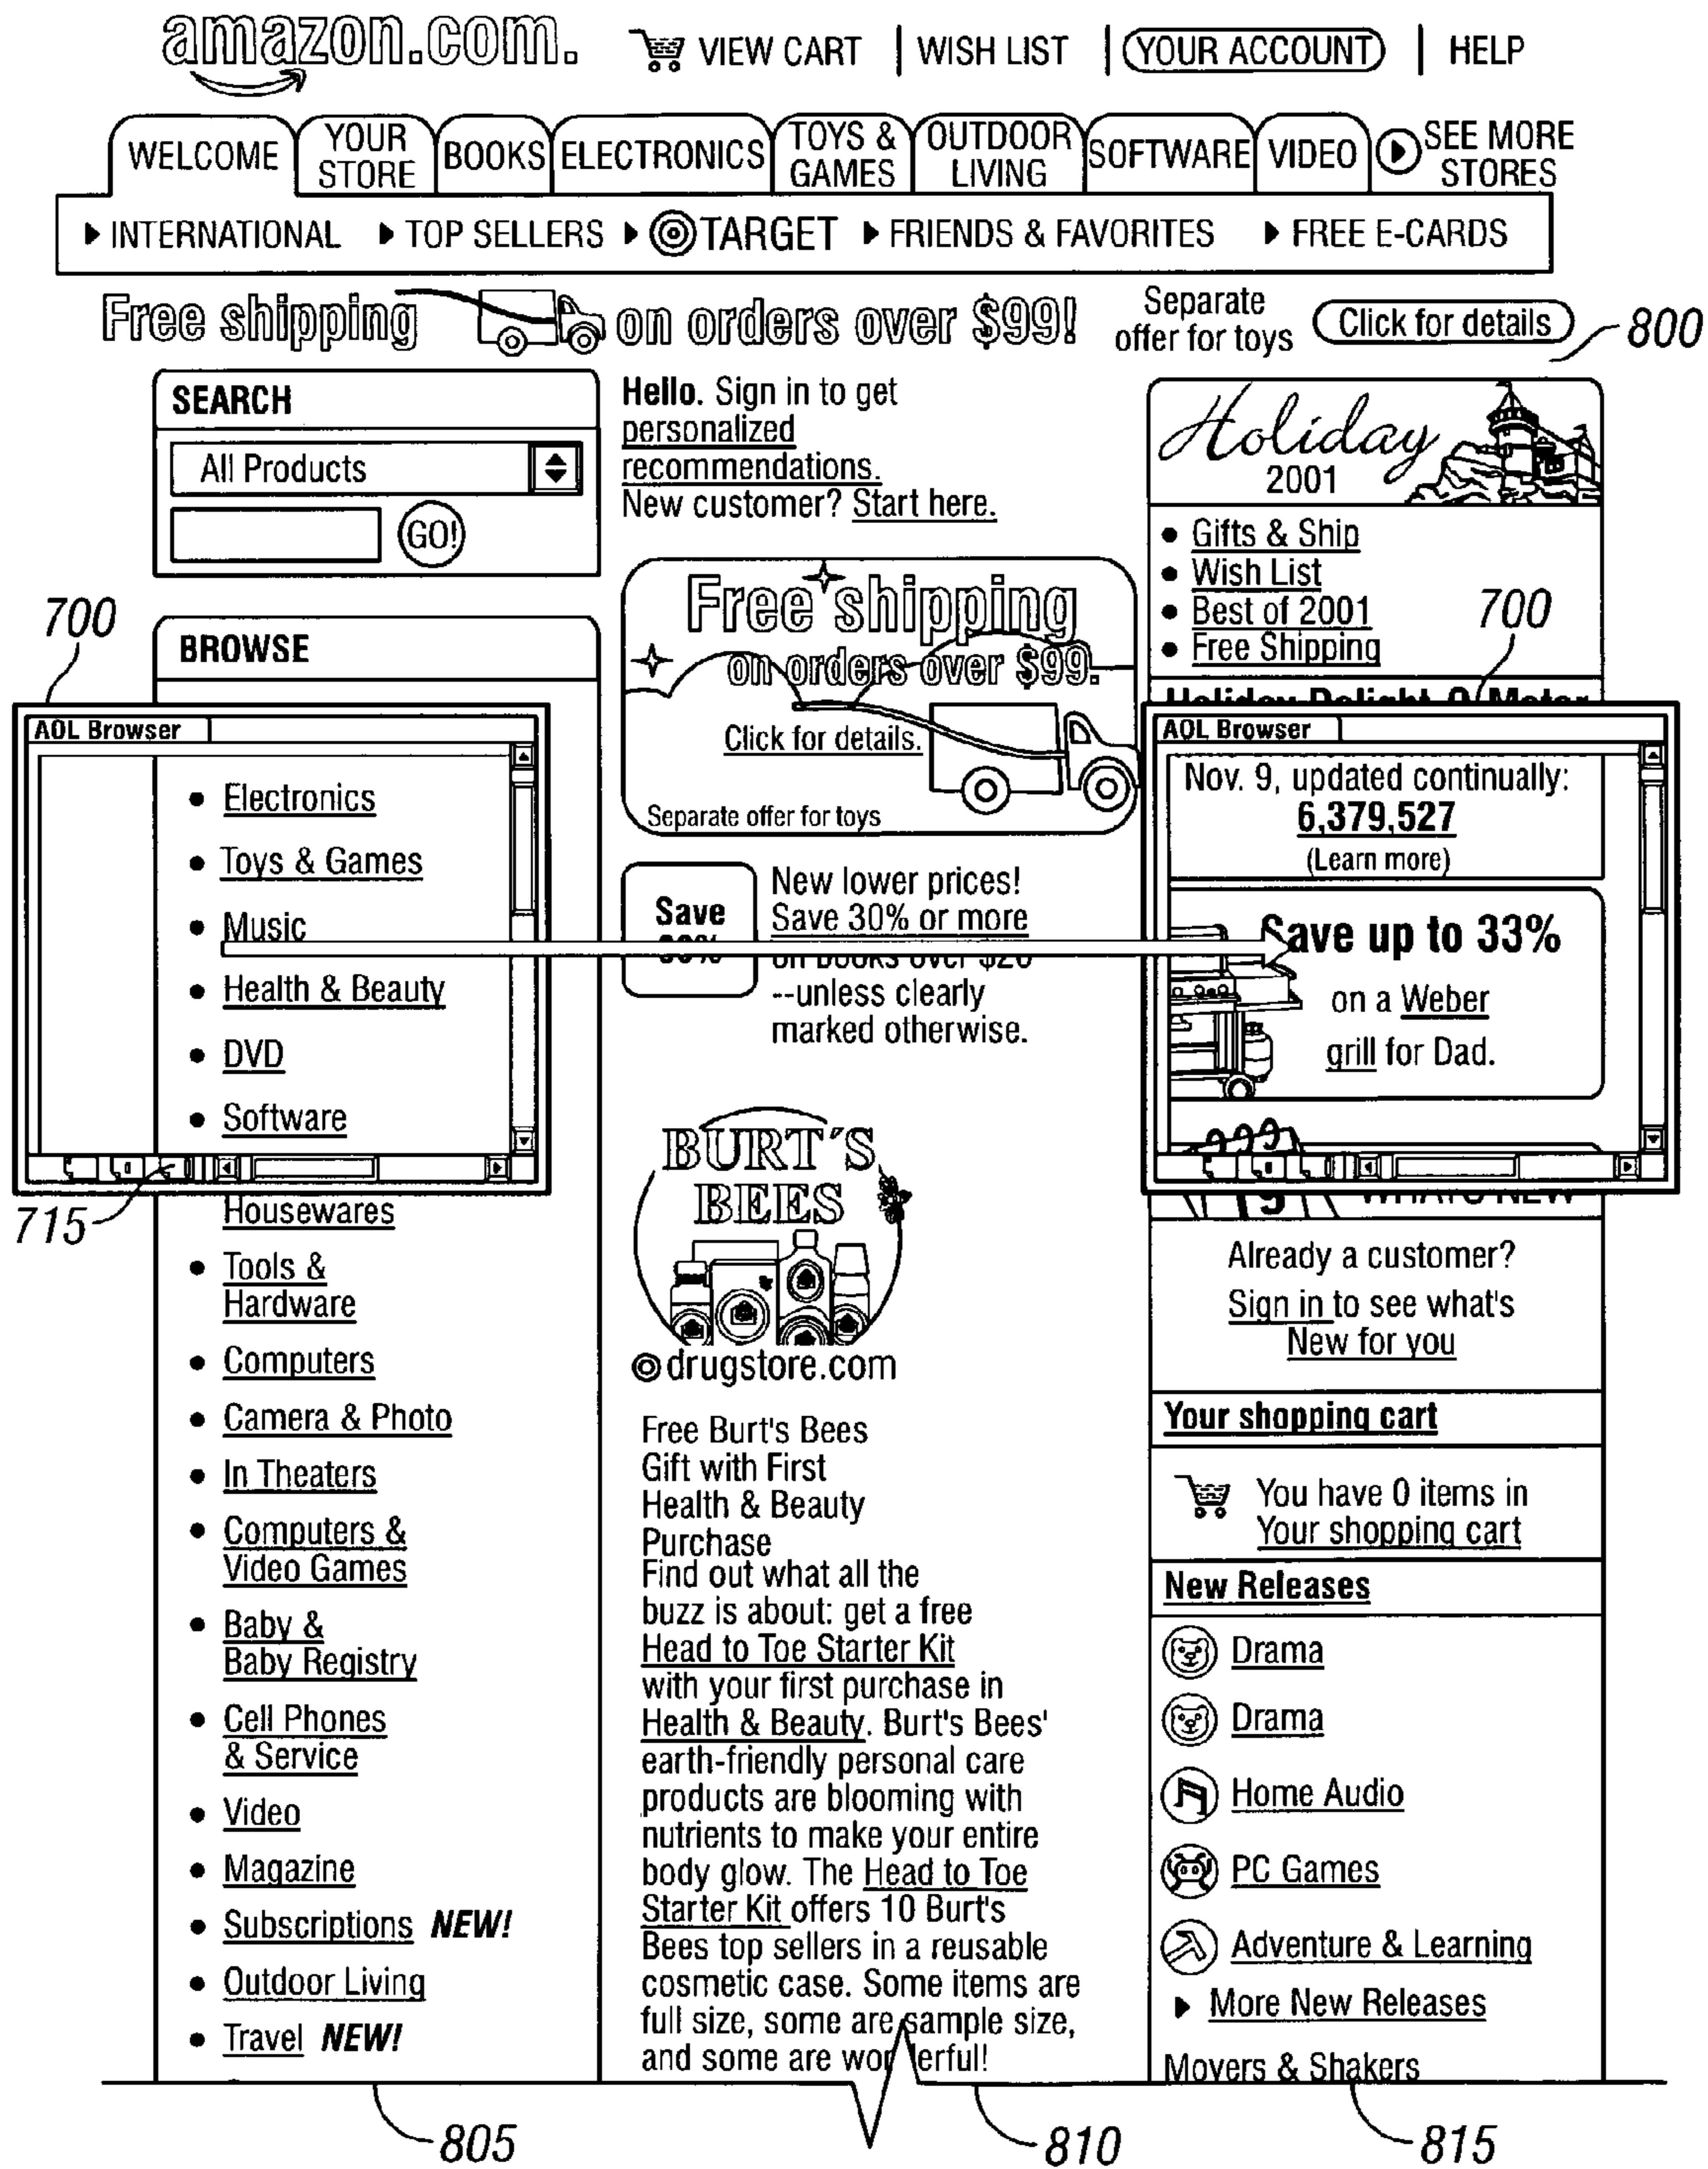 amazon.com.
VIEW CART
WISH LIST
YOUR ACCOUNT
HELP
WELCOME
YOUR
STORE
BOOKS
ELECTRONICS
TOYS &
GAMES
OUTDOOR
LIVING
SOFTWARE
VIDEO
SEE MORE
STORES
INTERNATIONAL
TOP SELLERS
TARGET
FRIENDS & FAVORITES
FREE E-CARDS
Free shipping on orders over $99!
Separate
offer for toys
Click for details
800
SEARCH
All Products
GO!
700
BROWSE
AOL Browser
• Electronics
• Toys & Games
• Music
• Health & Beauty
• DVD
• Software
715
Housewares
• Tools &
Hardware
• Computers
• Camera & Photo
• In Theaters
• Computers &
Video Games
• Baby &
Baby Registry
• Cell Phones
& Service
• Video
• Magazine
• Subscriptions NEW!
• Outdoor Living
• Travel NEW!
805
Hello. Sign in to get
personalized
recommendations.
New customer? Start here.
Free shipping
on orders over $99.
Click for details.
Separate offer for toys
Save
New lower prices!
Save 30% or more
on books over $20
--unless clearly
marked otherwise.
BURT'S
BEES
drugstore.com
Free Burt's Bees
Gift with First
Health & Beauty
Purchase
Find out what all the
buzz is about: get a free
Head to Toe Starter Kit
with your first purchase in
Health & Beauty. Burt's Bees'
earth-friendly personal care
products are blooming with
nutrients to make your entire
body glow. The Head to Toe
Starter Kit offers 10 Burt's
Bees top sellers in a reusable
cosmetic case. Some items are
full size, some are sample size,
and some are wonderful!
810
Holiday
2001
• Gifts & Ship
• Wish List
• Best of 2001
• Free Shipping
700
Holiday Delight-O-Meter
AOL Browser
Nov. 9, updated continually:
6,379,527
(Learn more)
Save up to 33%
on a Weber
grill for Dad.
WHAT'S NEW
Already a customer?
Sign in to see what's
New for you
Your shopping cart
You have 0 items in
Your shopping cart
New Releases
Drama
Drama
Home Audio
PC Games
Adventure & Learning
More New Releases
Movers & Shakers
815